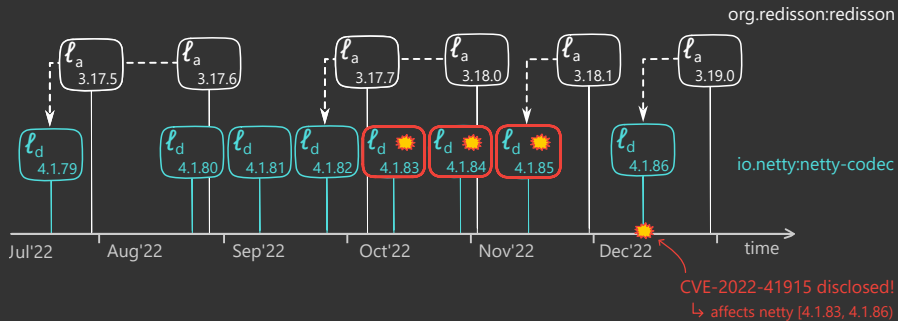 org.redisson:redisson
ℓa 3.17.5
ℓa 3.17.6
ℓa 3.17.7
ℓa 3.18.0
ℓa 3.18.1
ℓa 3.19.0
ℓd 4.1.79
ℓd 4.1.80
ℓd 4.1.81
ℓd 4.1.82
ℓd 4.1.83
ℓd 4.1.84
ℓd 4.1.85
ℓd 4.1.86
io.netty:netty-codec
Jul'22
Aug'22
Sep'22
Oct'22
Nov'22
Dec'22
time
CVE-2022-41915 disclosed!
↳ affects netty [4.1.83, 4.1.86)